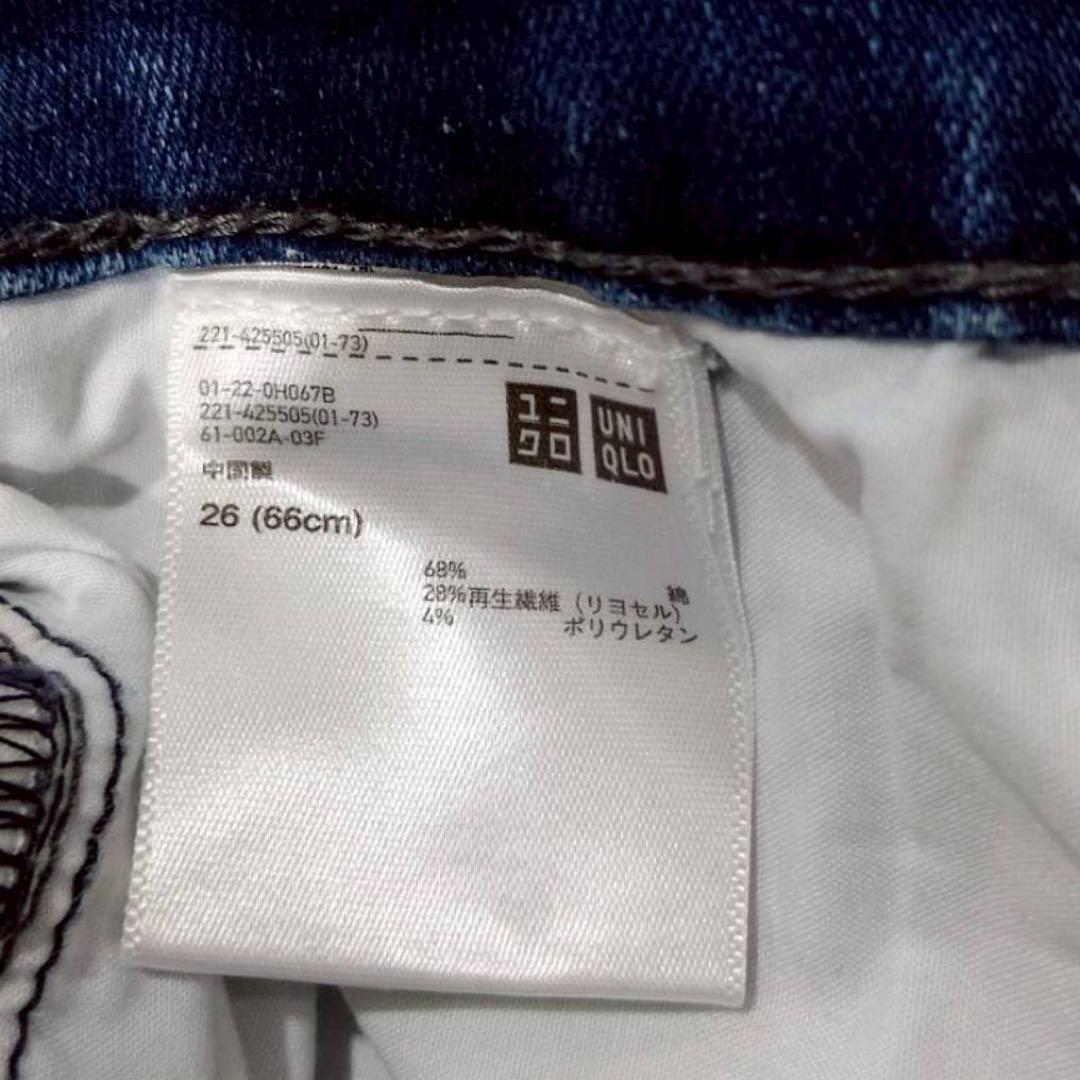 221-425505(01-73)
01-22-0H067B
221-425505(01-73)
61-002A-03F
中国製
ユニ
クロ
UNI
QLO
26 (66cm)
68% 綿
28%再生繊維（リヨセル）
4% ポリウレタン